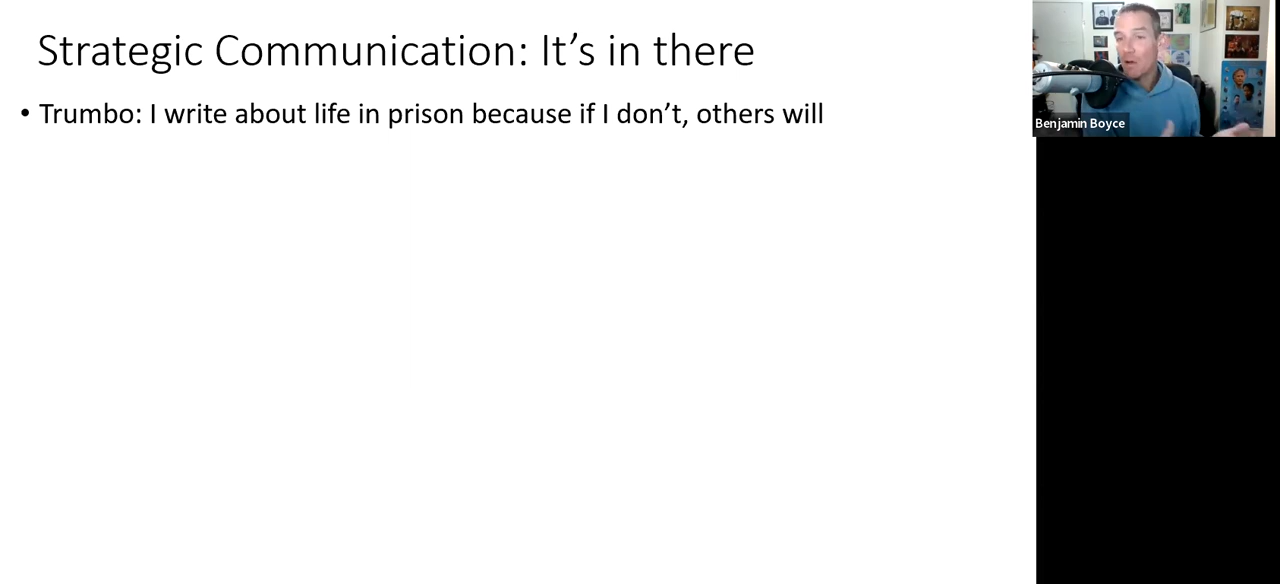 Strategic Communication: It’s in there
• Trumbo: I write about life in prison because if I don’t, others will
Benjamin Boyce